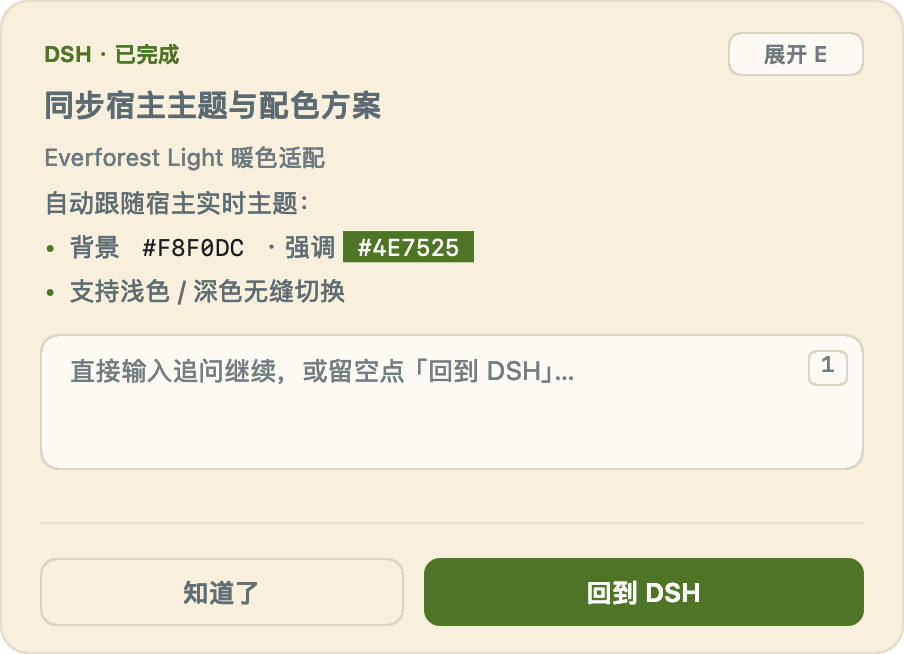 DSH · 已完成
展开 E
同步宿主主题与配色方案
Everforest Light 暖色适配
自动跟随宿主实时主题：
• 背景 #F8F0DC · 强调 #4E7525
• 支持浅色 / 深色无缝切换
直接输入追问继续，或留空点「回到 DSH」…
1
知道了
回到 DSH